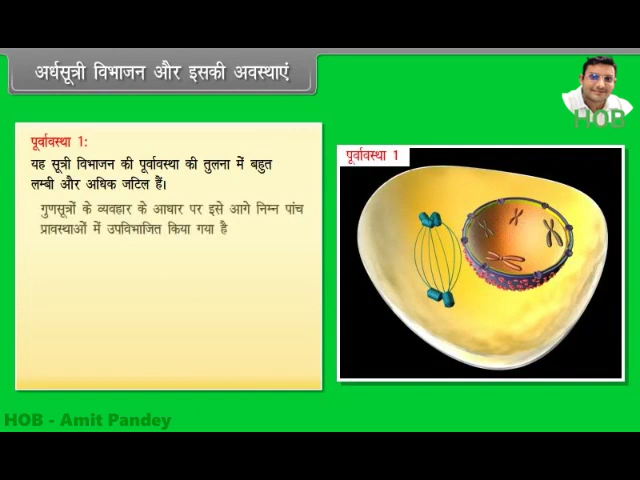 अर्धसूत्री विभाजन और इसकी अवस्थाएं
HOB
पूर्वावस्था 1:
यह सूत्री विभाजन की पूर्वावस्था की तुलना में बहुत
लम्बी और अधिक जटिल हैं।
गुणसूत्रों के व्यवहार के आधार पर इसे आगे निम्न पांच
प्रावस्थाओं में उपविभाजित किया गया है
पूर्वावस्था 1
HOB - Amit Pandey